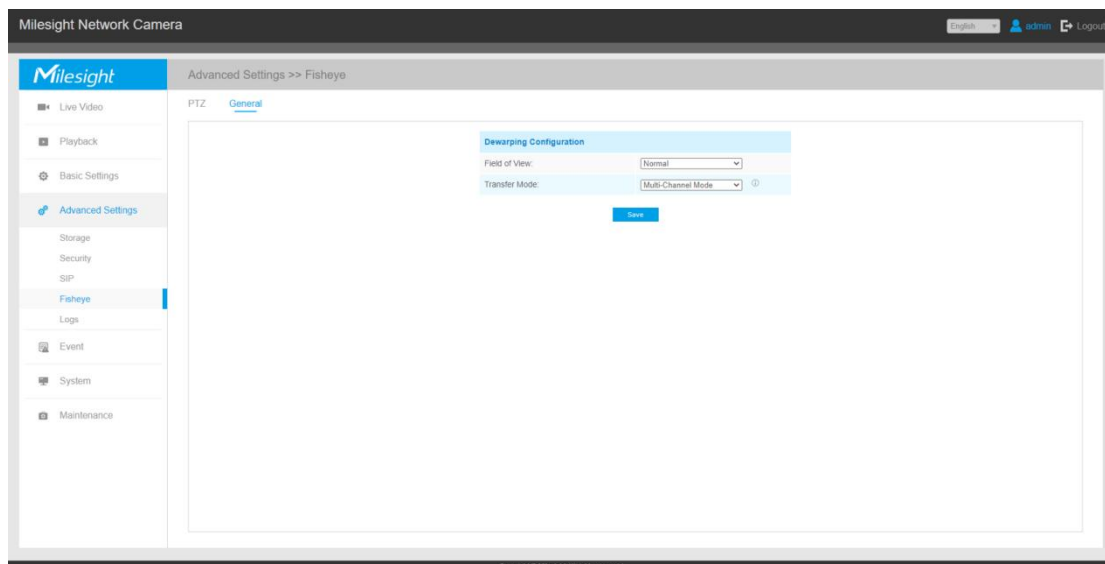 Milesight Network Camera
English
admin
Logout
Milesight
Advanced Settings >> Fisheye
Live Video
PTZ General
Playback
Dewarping Configuration
Field of View: Normal
Transfer Mode: Multi-Channel Mode
Save
Basic Settings
Advanced Settings
Storage
Security
SIP
Fisheye
Logs
Event
System
Maintenance